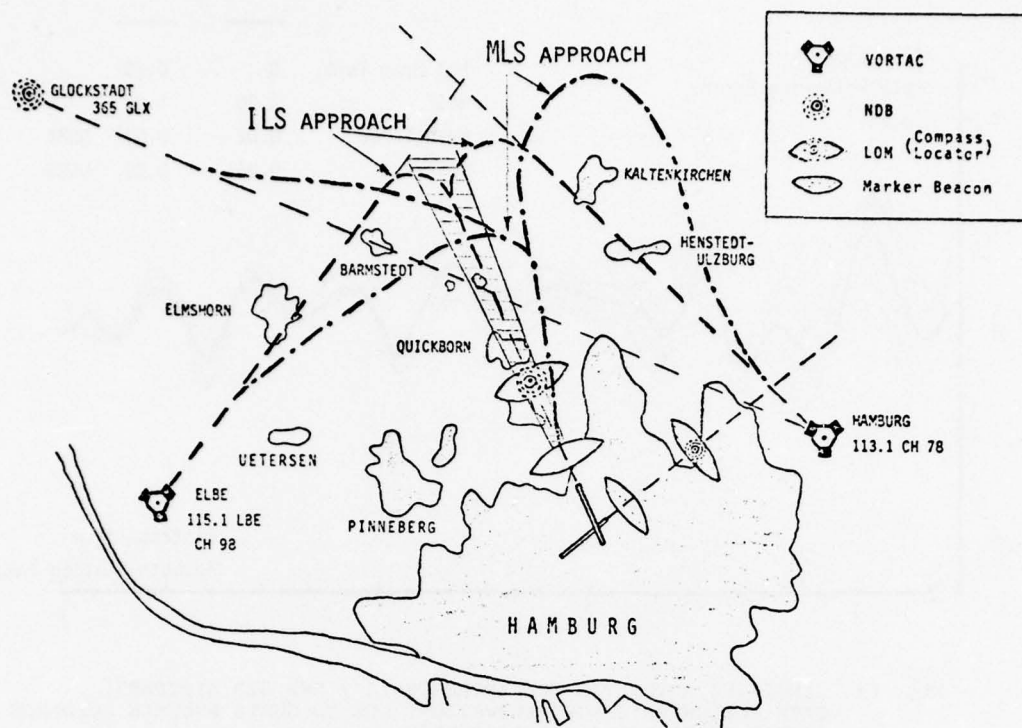 MLS APPROACH
ILS APPROACH
GLOCKSTADT
365 GLX
KALTENKIRCHEN
HENSTEDT-
ULZBURG
BARMSTEDT
ELMSHORN
QUICKBORN
HAMBURG
113.1 CH 78
UETERSEN
PINNEBERG
ELBE
115.1 LBE
CH 98
HAMBURG
VORTAC
NDB
LOM (Compass Locator)
Marker Beacon